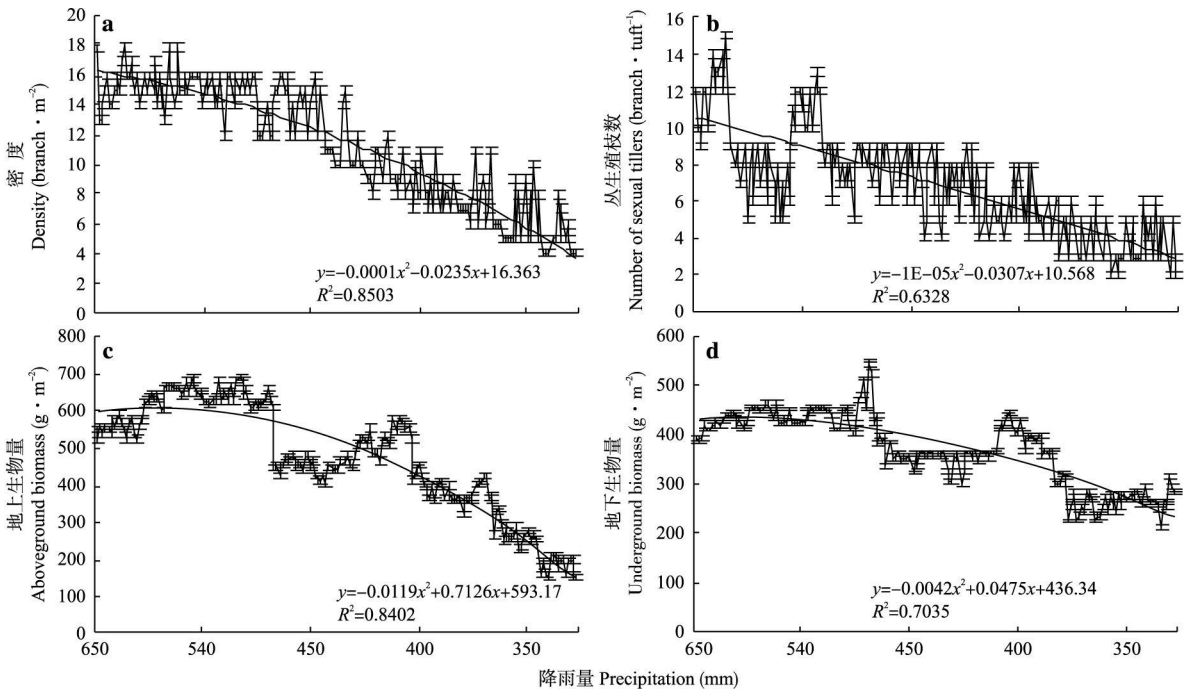 a
20
18
16
14
12
10
8
6
4
2
0
密 度
Density (branch · m⁻²)
y=−0.0001x²−0.0235x+16.363
R²=0.8503
b
16
14
12
10
8
6
4
2
0
丛生殖枝数
Number of sexual tillers (branch · tuft⁻¹)
y=−1E−05x²−0.0307x+10.568
R²=0.6328
c
800
700
600
500
400
300
200
100
0
地上生物量
Aboveground biomass (g · m⁻²)
y=−0.0119x²+0.7126x+593.17
R²=0.8402
650 540 400 350
d
600
500
400
300
200
100
0
地下生物量
Underground biomass (g · m⁻²)
y=−0.0042x²+0.0475x+436.34
R²=0.7035
650 540 450 400 350
降雨量 Precipitation (mm)